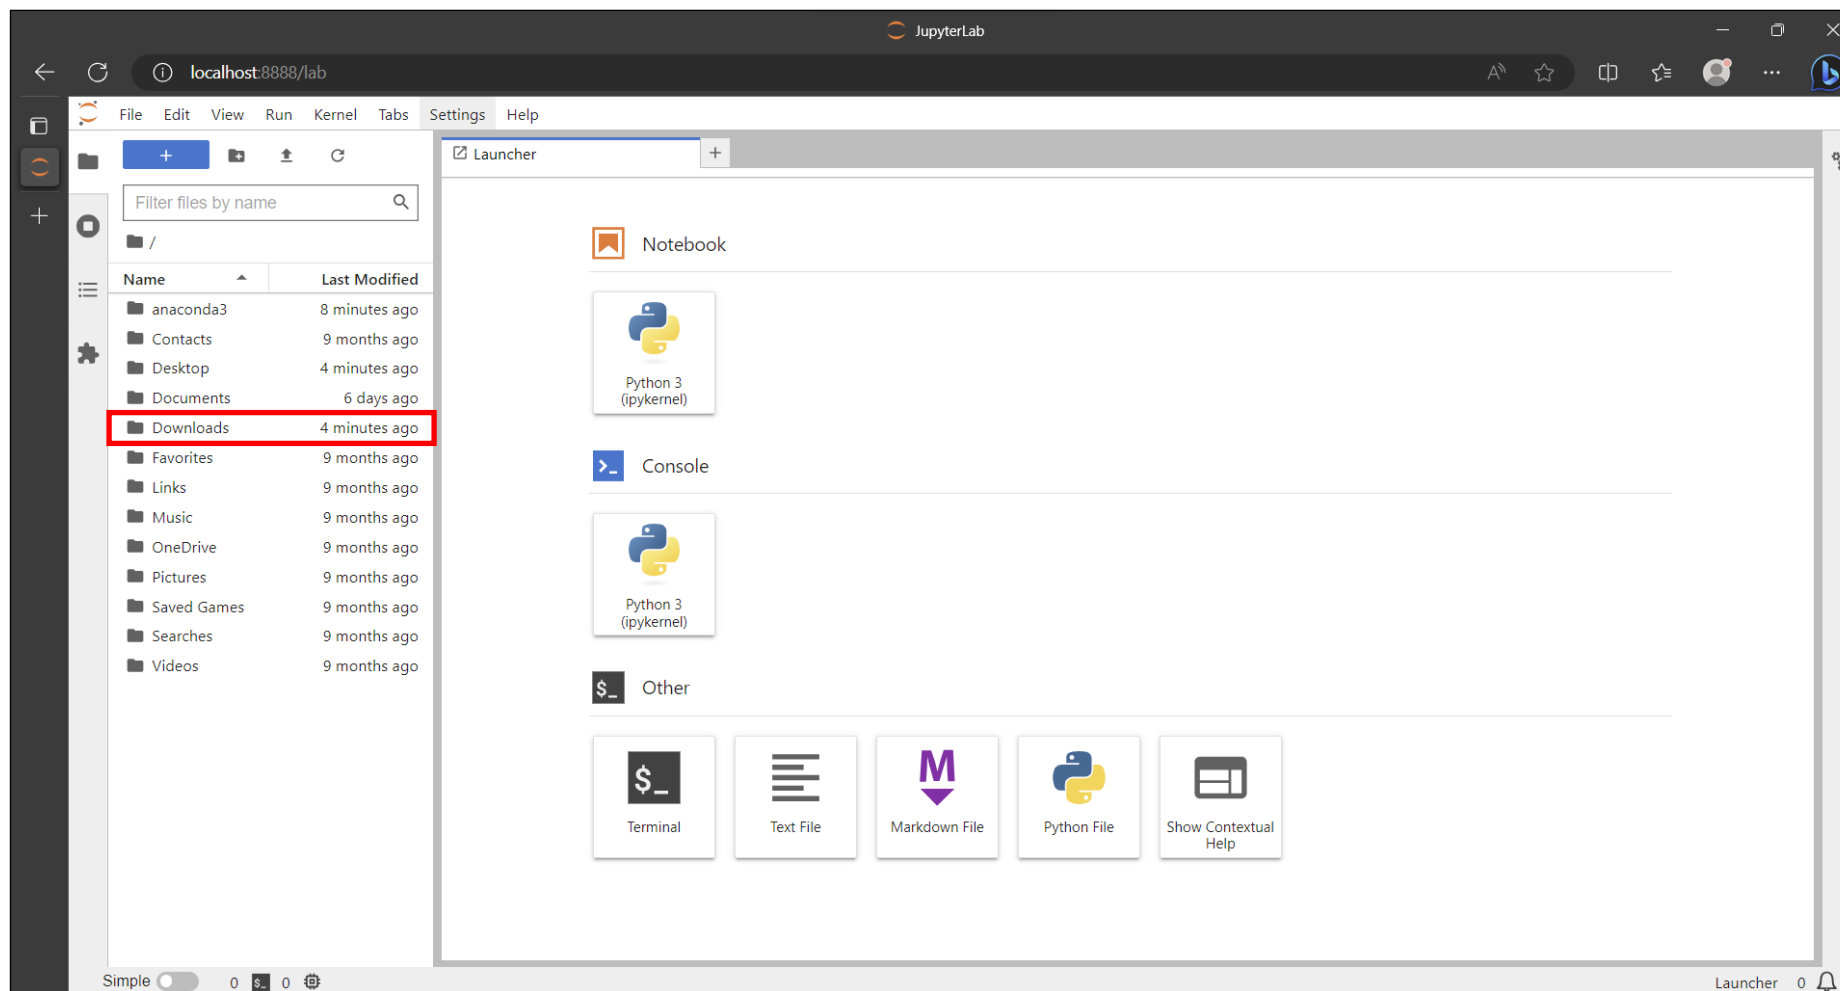 JupyterLab
localhost:8888/lab
File Edit View Run Kernel Tabs Settings Help
Launcher
Filter files by name
/
Name Last Modified
anaconda3 8 minutes ago
Contacts 9 months ago
Desktop 4 minutes ago
Documents 6 days ago
Downloads 4 minutes ago
Favorites 9 months ago
Links 9 months ago
Music 9 months ago
OneDrive 9 months ago
Pictures 9 months ago
Saved Games 9 months ago
Searches 9 months ago
Videos 9 months ago
Notebook
Python 3
(ipykernel)
Console
Python 3
(ipykernel)
$_ Other
$_
Terminal
Text File
M
Markdown File
Python File
Show Contextual
Help
Simple 0 $_ 0
Launcher 0